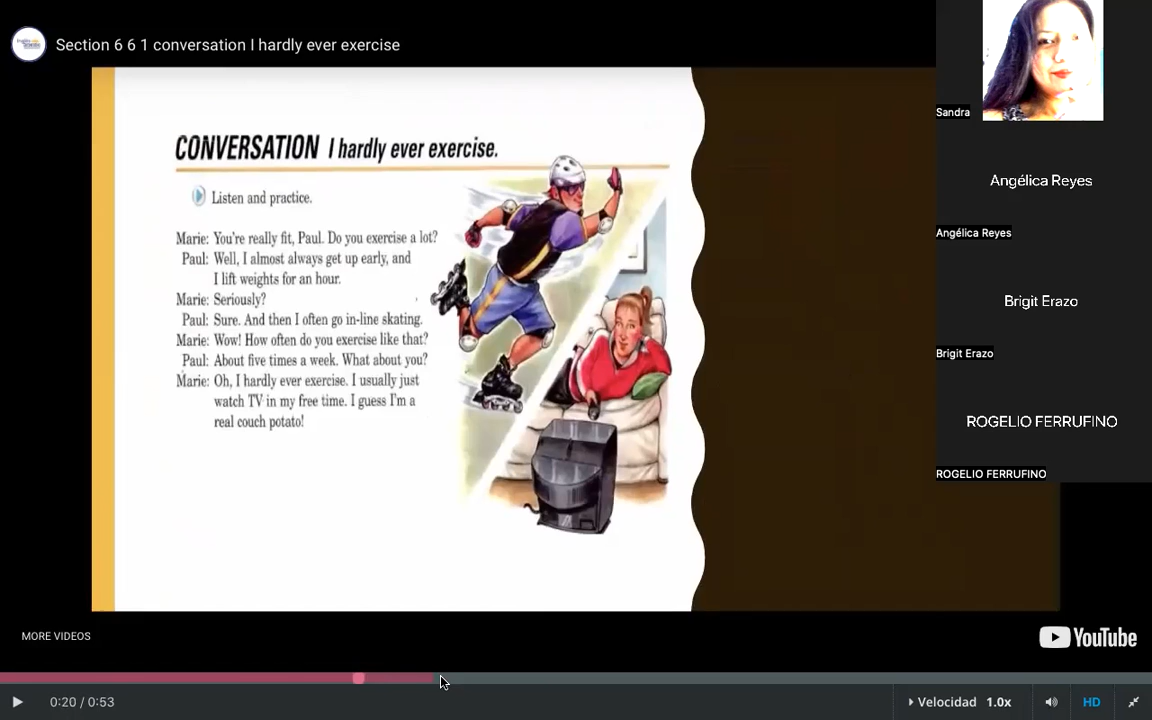 Section 6 6 1 conversation I hardly ever exercise
CONVERSATION I hardly ever exercise.
Listen and practice.
Marie: You're really fit, Paul. Do you exercise a lot?
Paul: Well, I almost always get up early, and
I lift weights for an hour.
Marie: Seriously?
Paul: Sure. And then I often go in-line skating.
Marie: Wow! How often do you exercise like that?
Paul: About five times a week. What about you?
Marie: Oh, I hardly ever exercise. I usually just
watch TV in my free time. I guess I'm a
real couch potato!
Sandra
Angélica Reyes
Angélica Reyes
Brigit Erazo
Brigit Erazo
ROGELIO FERRUFINO
ROGELIO FERRUFINO
MORE VIDEOS
YouTube
0:20 / 0:53
Velocidad 1.0x
HD